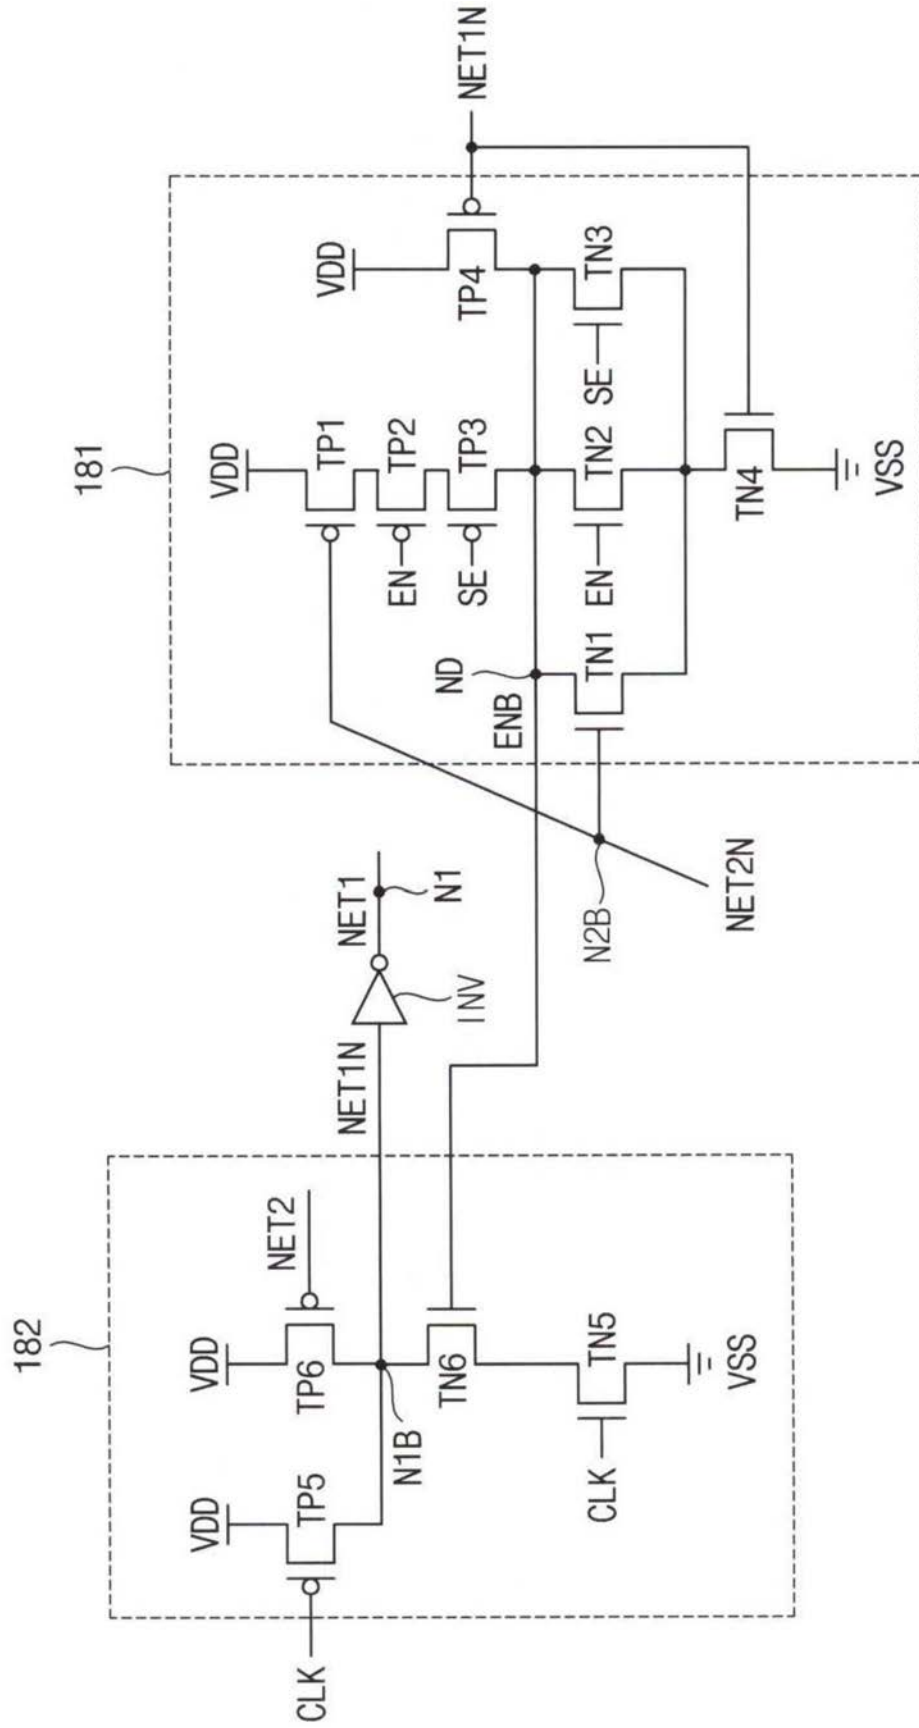 182
VDD
VDD
NET2
TP5
TP6
CLK
N1B
NET1N
NET1
N1
INV
TN6
TN5
CLK
VSS
181
VDD
VDD
TP1
EN
TP2
SE
TP3
TP4
NET1N
ND
ENB
TN1
EN
TN2
SE
TN3
N2B
NET2N
TN4
VSS